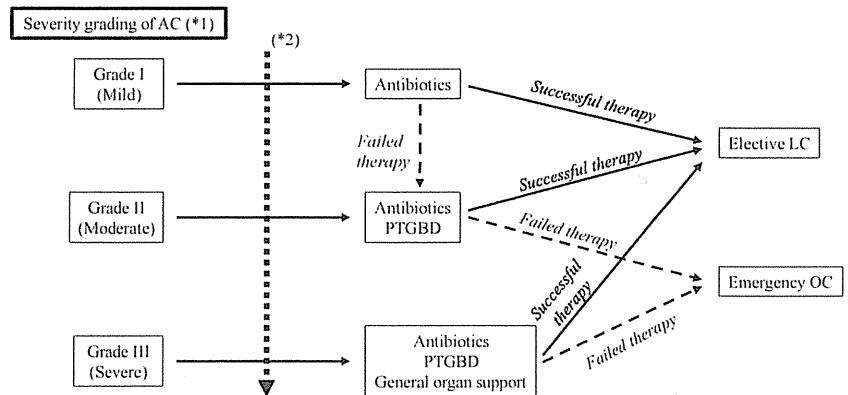 Severity grading of AC (*1)
(*2)
Grade I
(Mild)
Antibiotics
Successful therapy
Failed
therapy
Elective LC
Successful therapy
Grade II
(Moderate)
Antibiotics
PTGBD
Failed therapy
Emergency OC
Successful
therapy
Grade III
(Severe)
Antibiotics
PTGBD
General organ support
Failed therapy